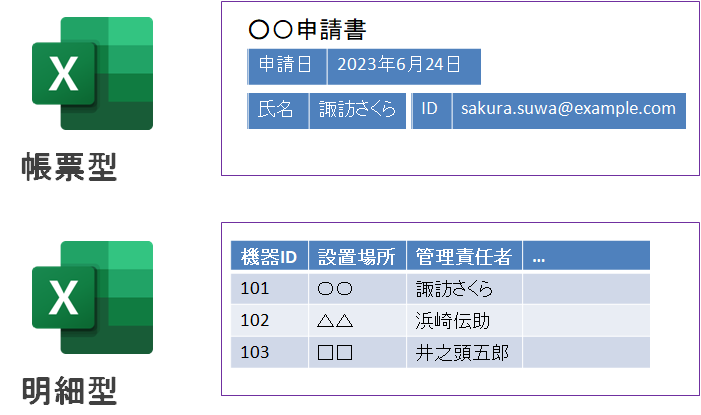 〇〇申請書
申請日 2023年6月24日
氏名 諏訪さくら ID sakura.suwa@example.com
X
帳票型
機器ID 設置場所 管理責任者 …
101 〇〇 諏訪さくら
102 △△ 浜崎伝助
103 □□ 井之頭五郎
X
明細型